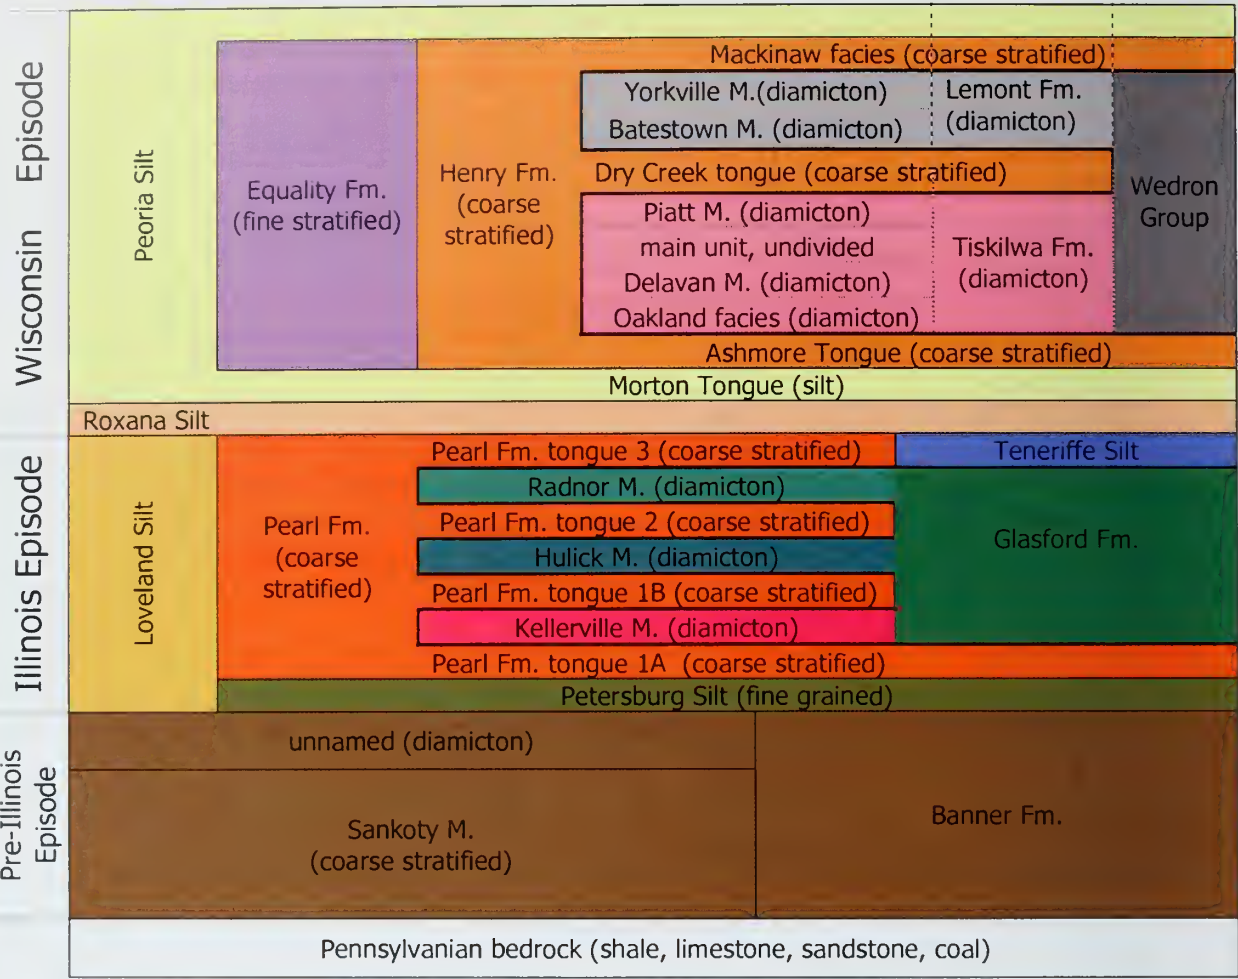 Wisconsin Episode
Peoria Silt
Equality Fm.
(fine stratified)
Henry Fm.
(coarse
stratified)
Mackinaw facies (coarse stratified)
Yorkville M.(diamicton)
Batestown M. (diamicton)
Lemont Fm.
(diamicton)
Dry Creek tongue (coarse stratified)
Piatt M. (diamicton)
main unit, undivided
Delavan M. (diamicton)
Oakland facies (diamicton)
Tiskilwa Fm.
(diamicton)
Wedron
Group
Ashmore Tongue (coarse stratified)
Morton Tongue (silt)
Roxana Silt
Illinois Episode
Loveland Silt
Pearl Fm.
(coarse
stratified)
Pearl Fm. tongue 3 (coarse stratified)
Teneriffe Silt
Radnor M. (diamicton)
Pearl Fm. tongue 2 (coarse stratified)
Hulick M. (diamicton)
Pearl Fm. tongue 1B (coarse stratified)
Kellerville M. (diamicton)
Glasford Fm.
Pearl Fm. tongue 1A (coarse stratified)
Petersburg Silt (fine grained)
Pre-Illinois
Episode
unnamed (diamicton)
Sankoty M.
(coarse stratified)
Banner Fm.
Pennsylvanian bedrock (shale, limestone, sandstone, coal)